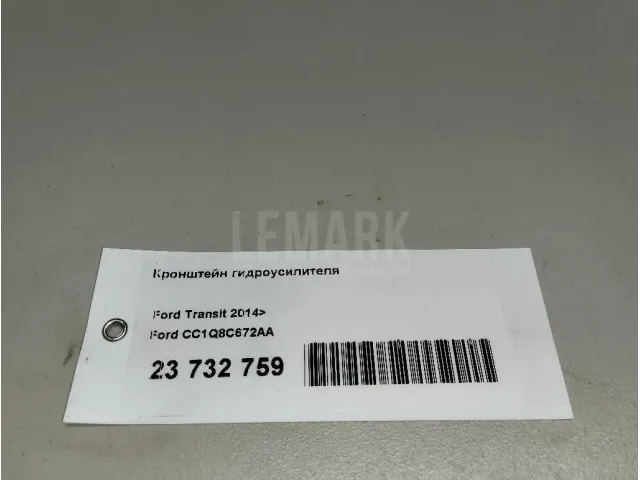 LEMARK
Кронштейн гидроусилителя
Ford Transit 2014>
Ford CC1Q8C672AA
23 732 759